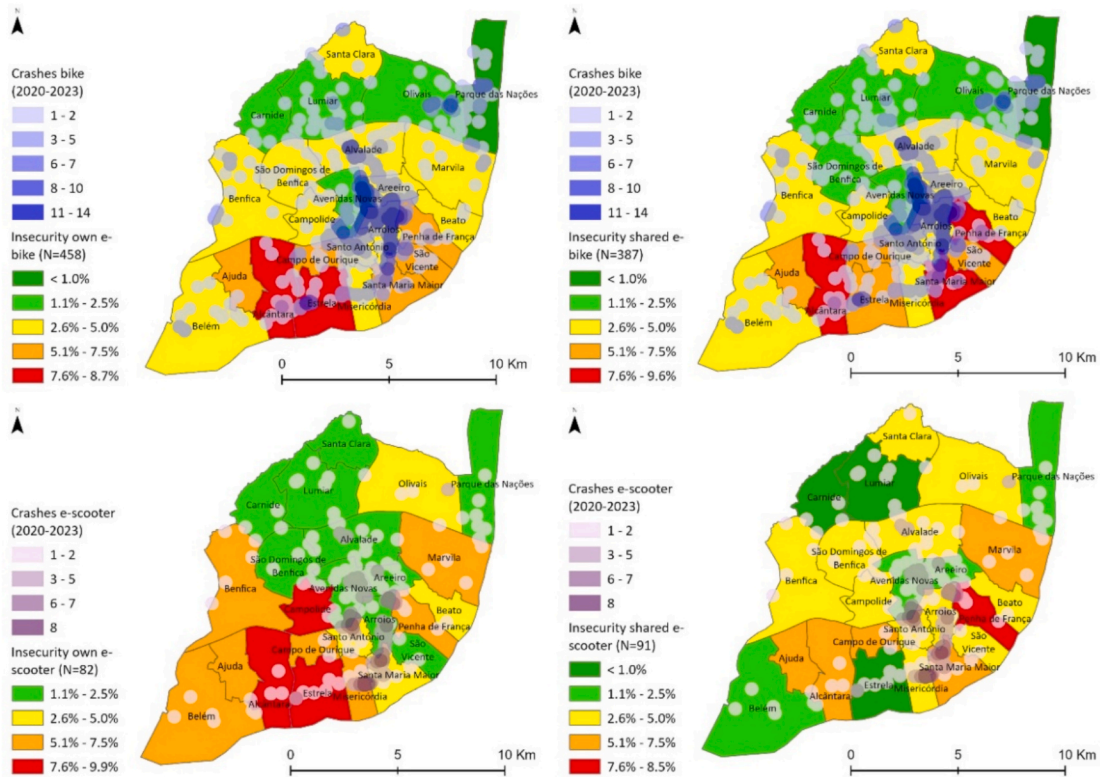 N
Crashes bike
(2020-2023)
1 - 2
3 - 5
6 - 7
8 - 10
11 - 14
Insecurity own e-
bike (N=458)
< 1.0%
1.1% - 2.5%
2.6% - 5.0%
5.1% - 7.5%
7.6% - 8.7%
Santa Clara
Lumiar
Carnide
Olivais
Parque das Nações
Alvalade
São Domingos de
Benfica
Marvila
Benfica
Avenidas Novas
Areeiro
Campolide
Arroios
Beato
Penha de França
Santo António
São
Vicente
Campo de Ourique
Ajuda
Santa Maria Maior
Estrela
Misericórdia
Alcântara
Belém
0 5 10 Km
N
Crashes bike
(2020-2023)
1 - 2
3 - 5
6 - 7
8 - 10
11 - 14
Insecurity shared e-
bike (N=387)
< 1.0%
1.1% - 2.5%
2.6% - 5.0%
5.1% - 7.5%
7.6% - 9.6%
Santa Clara
Lumiar
Carnide
Olivais
Parque das Nações
Alvalade
São Domingos de
Benfica
Marvila
Benfica
Avenidas Novas
Areeiro
Campolide
Arroios
Beato
Penha de França
Santo António
São
Vicente
Campo de Ourique
Ajuda
Santa Maria Maior
Estrela
Misericórdia
Alcântara
Belém
0 5 10 Km
N
Crashes e-scooter
(2020-2023)
1 - 2
3 - 5
6 - 7
8
Insecurity own e-
scooter (N=82)
1.1% - 2.5%
2.6% - 5.0%
5.1% - 7.5%
7.6% - 9.9%
Santa Clara
Lumiar
Carnide
Olivais
Parque das Nações
Alvalade
São Domingos de
Benfica
Marvila
Benfica
Avenidas Novas
Areeiro
Campolide
Arroios
Beato
Penha de França
Santo António
São
Vicente
Campo de Ourique
Ajuda
Santa Maria Maior
Estrela
Misericórdia
Alcântara
Belém
0 5 10 Km
N
Crashes e-scooter
(2020-2023)
1 - 2
3 - 5
6 - 7
8
Insecurity shared e-
scooter (N=91)
< 1.0%
1.1% - 2.5%
2.6% - 5.0%
5.1% - 7.5%
7.6% - 8.5%
Santa Clara
Lumiar
Carnide
Olivais
Parque das Nações
Alvalade
São Domingos de
Benfica
Marvila
Benfica
Avenidas Novas
Areeiro
Campolide
Arroios
Beato
Penha de França
Santo António
São
Vicente
Campo de Ourique
Ajuda
Santa Maria Maior
Estrela
Misericórdia
Alcântara
Belém
0 5 10 Km